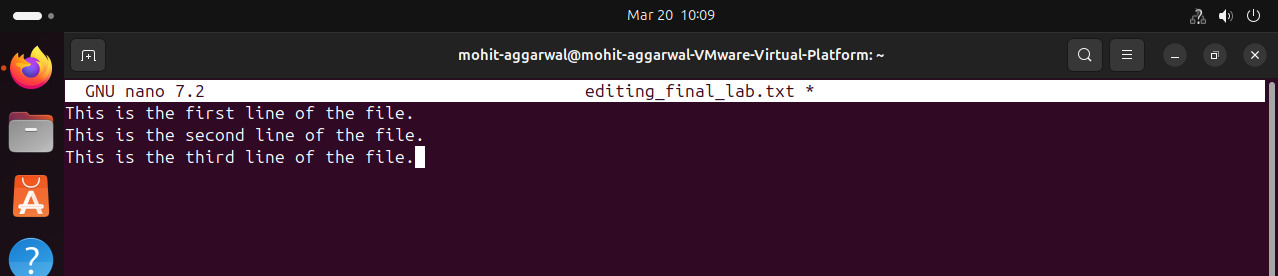 Mar 20 10:09
mohit-aggarwal@mohit-aggarwal-VMware-Virtual-Platform: ~
GNU nano 7.2 editing_final_lab.txt *
This is the first line of the file.
This is the second line of the file.
This is the third line of the file.